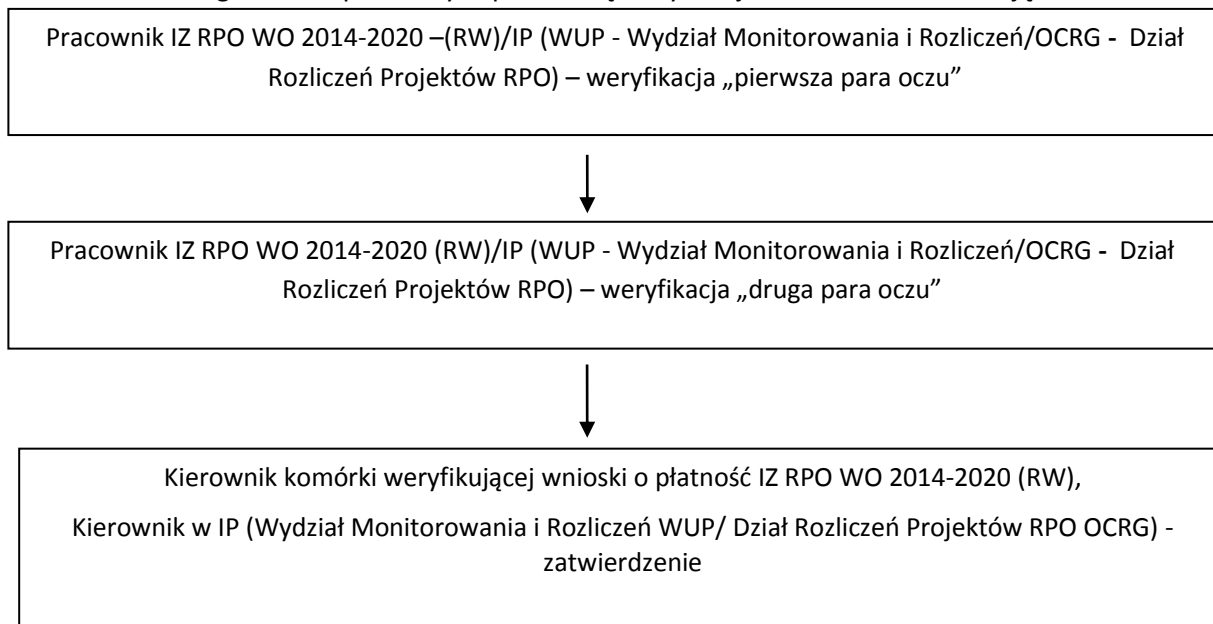 Pracownik IZ RPO WO 2014-2020 –(RW)/IP (WUP - Wydział Monitorowania i Rozliczeń/OCRG - Dział
Rozliczeń Projektów RPO) – weryfikacja „pierwsza para oczu”
Pracownik IZ RPO WO 2014-2020 (RW)/IP (WUP - Wydział Monitorowania i Rozliczeń/OCRG - Dział
Rozliczeń Projektów RPO) – weryfikacja „druga para oczu”
Kierownik komórki weryfikującej wnioski o płatność IZ RPO WO 2014-2020 (RW),
Kierownik w IP (Wydział Monitorowania i Rozliczeń WUP/ Dział Rozliczeń Projektów RPO OCRG) -
zatwierdzenie